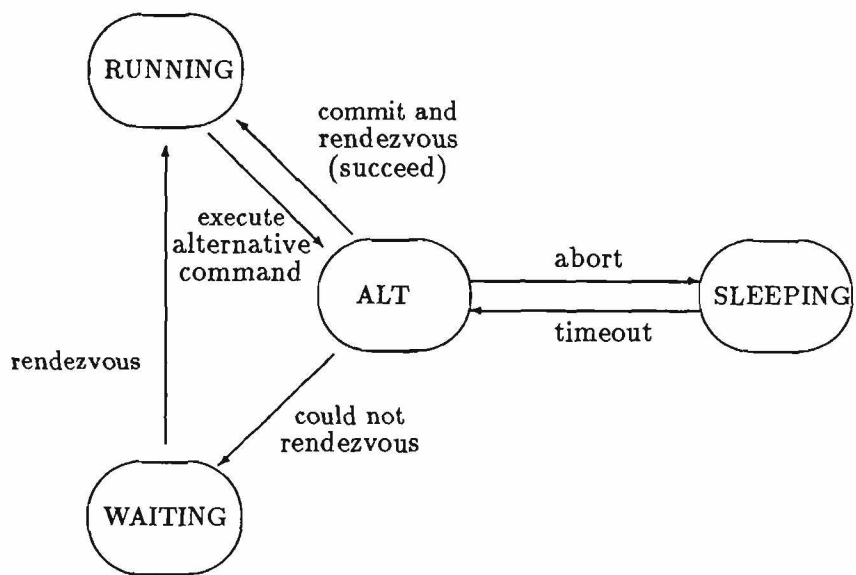 RUNNING
commit and
rendezvous
(succeed)
execute
alternative
command
ALT
abort
SLEEPING
timeout
rendezvous
could not
rendezvous
WAITING